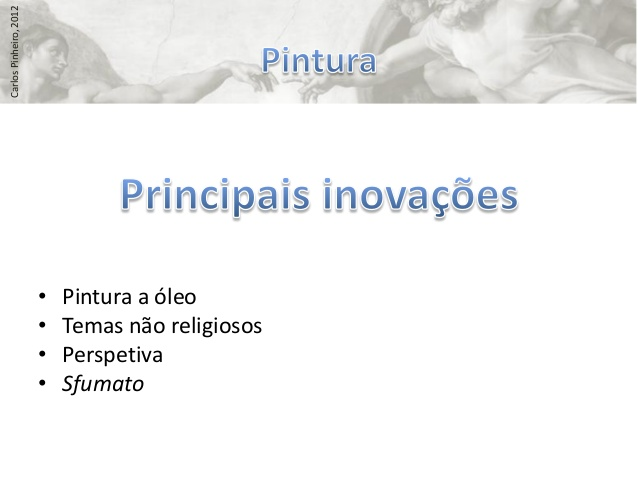 Carlos Pinheiro, 2012
Pintura
Principais inovações
• Pintura a óleo
• Temas não religiosos
• Perspetiva
• Sfumato